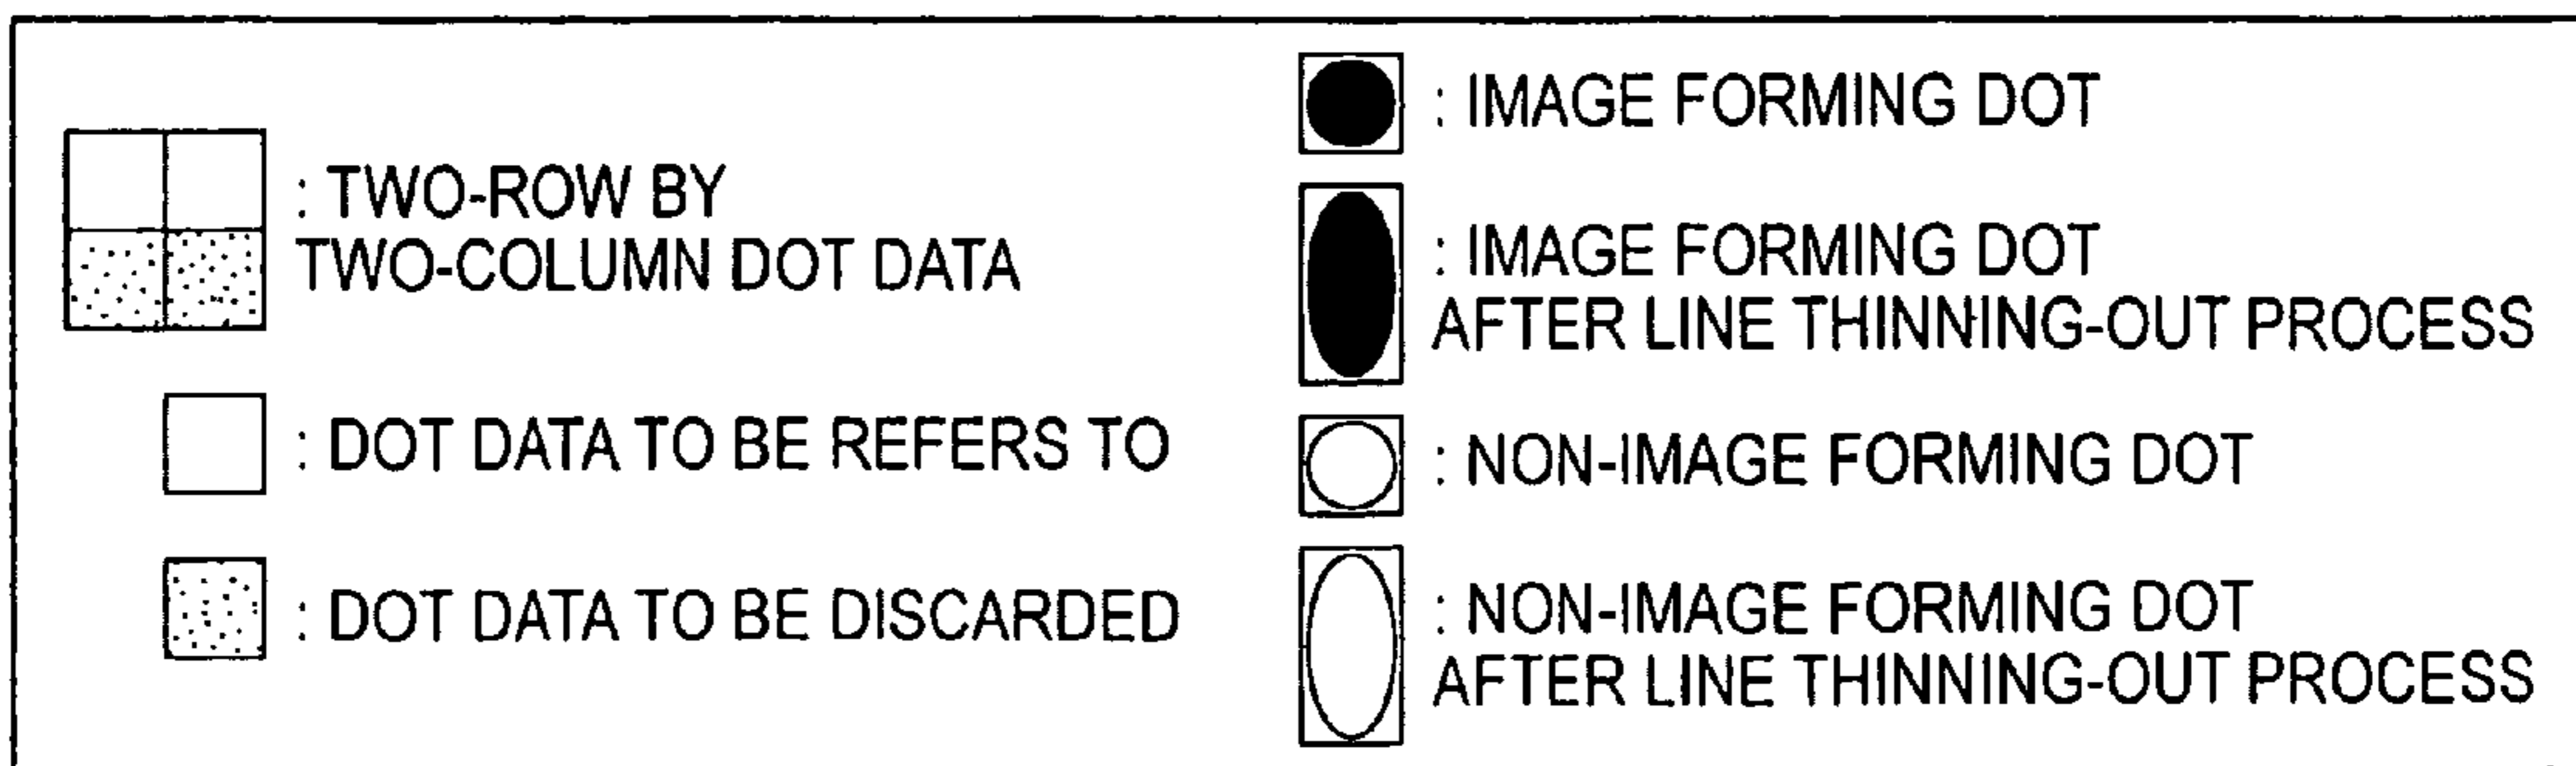 : TWO-ROW BY
TWO-COLUMN DOT DATA
: DOT DATA TO BE REFERS TO
: DOT DATA TO BE DISCARDED
: IMAGE FORMING DOT
: IMAGE FORMING DOT
AFTER LINE THINNING-OUT PROCESS
: NON-IMAGE FORMING DOT
: NON-IMAGE FORMING DOT
AFTER LINE THINNING-OUT PROCESS